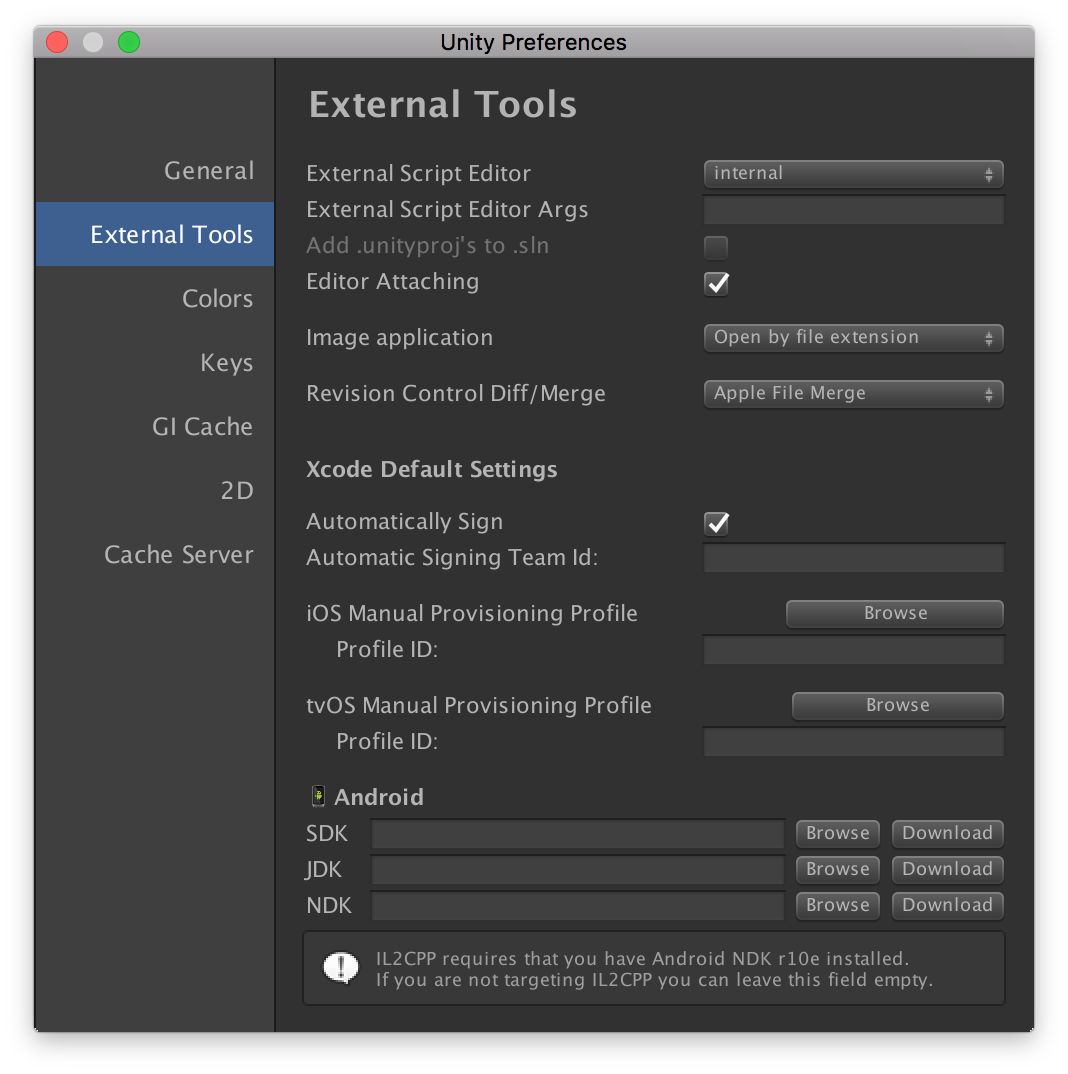 Unity Preferences
General
External Tools
Colors
Keys
GI Cache
2D
Cache Server
External Tools
External Script Editor internal
External Script Editor Args
Add .unityproj's to .sln
Editor Attaching
Image application Open by file extension
Revision Control Diff/Merge Apple File Merge
Xcode Default Settings
Automatically Sign
Automatic Signing Team Id:
iOS Manual Provisioning Profile Browse
Profile ID:
tvOS Manual Provisioning Profile Browse
Profile ID:
Android
SDK Browse Download
JDK Browse Download
NDK Browse Download
IL2CPP requires that you have Android NDK r10e installed.
If you are not targeting IL2CPP you can leave this field empty.